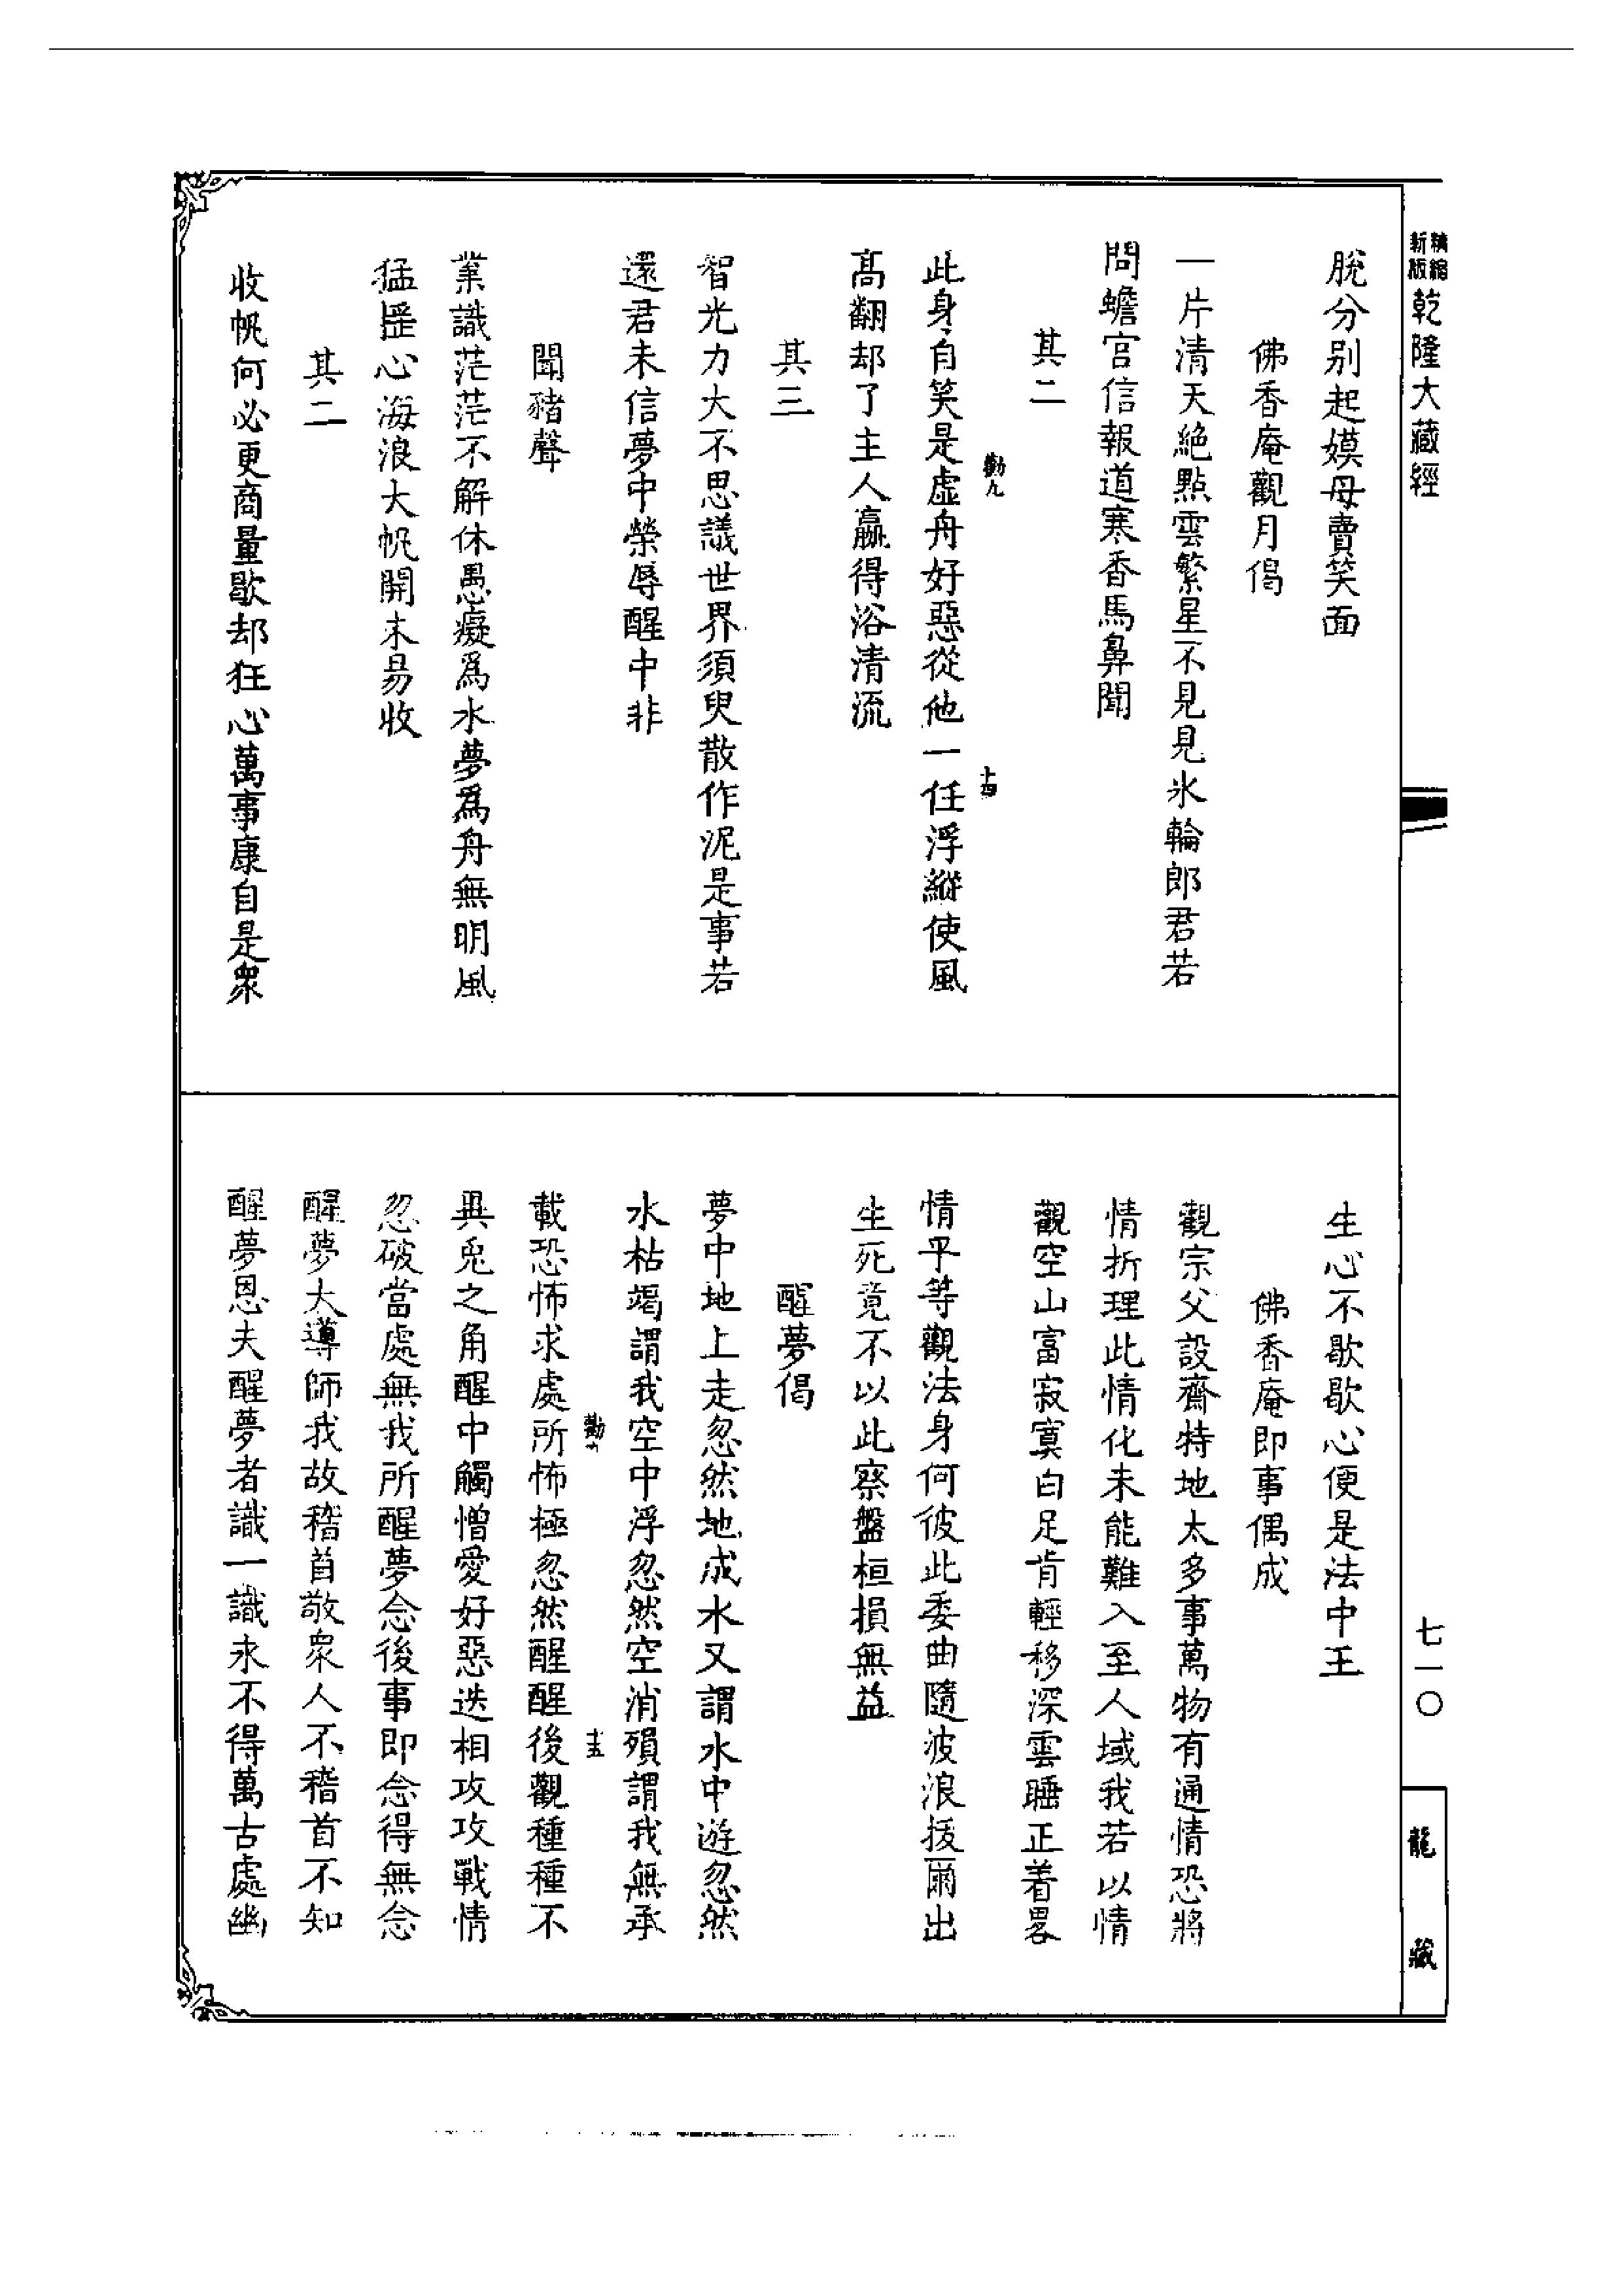 精縮新版乾隆大藏經
七一〇
龍藏
脫分别起嫫母賣笑面
佛香庵觀月偈
一片清天絶點雲繁星不見見氷輪郎君若
問蟾宫信報道寒香馬鼻聞
其二
此身自笑是虚舟好惡從他一任浮縱使風
高翻却了主人贏得浴清流
其三
智光力大不思議世界須臾散作泥是事若
還君未信夢中榮辱醒中非
聞豬聲
業識茫茫不解休愚癡爲水夢爲舟無明風
猛罣心海浪大帆開未易收
其二
收帆何必更商量歇却狂心萬事康自是衆
生心不歇歇心便是法中王
佛香庵即事偶成
觀宗父設齋特地太多事萬物有通情恐將
情折理此情化未能難入至人域我若以情
觀空山富寂寞白足肯輕移深雲睡正着畧
情平等觀法身何彼此委曲隨波浪援爾出
生死竟不以此察盤桓損無益
醒夢偈
夢中地上走忽然地成水又謂水中遊忽然
水枯竭謂我空中浮忽然空消殞謂我無承
載恐怖求處所怖極忽然醒醒後觀種種不
異兎之角醒中觸憎愛好惡迭相攻攻戰情
忽破當處無我所醒夢念後事即念得無念
醒夢大導師我故稽首敬衆人不稽首不知
醒夢恩夫醒夢者識一識永不得萬古處幽
勤九
十四
十五